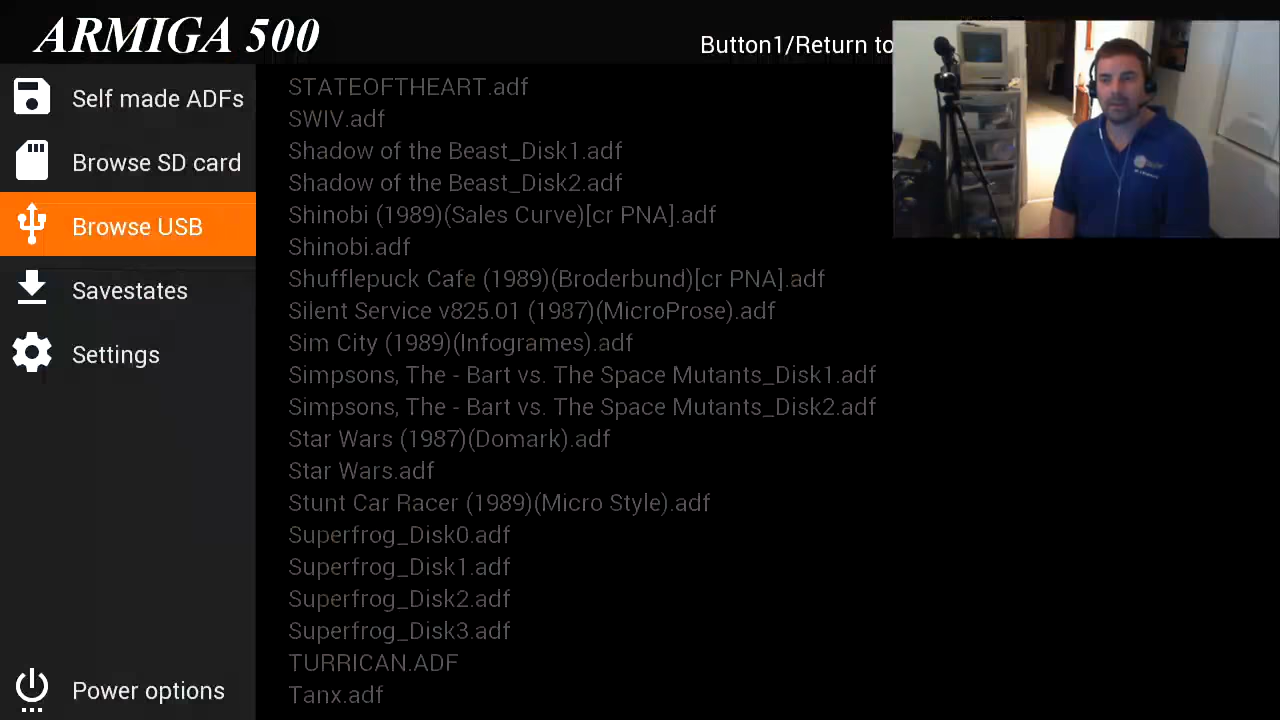 ARMIGA 500
Button1/Return to
Self made ADFs
Browse SD card
Browse USB
Savestates
Settings
Power options
STATEOFTHEART.adf
SWIV.adf
Shadow of the Beast_Disk1.adf
Shadow of the Beast_Disk2.adf
Shinobi (1989)(Sales Curve)[cr PNA].adf
Shinobi.adf
Shufflepuck Cafe (1989)(Broderbund)[cr PNA].adf
Silent Service v825.01 (1987)(MicroProse).adf
Sim City (1989)(Infogrames).adf
Simpsons, The - Bart vs. The Space Mutants_Disk1.adf
Simpsons, The - Bart vs. The Space Mutants_Disk2.adf
Star Wars (1987)(Domark).adf
Star Wars.adf
Stunt Car Racer (1989)(Micro Style).adf
Superfrog_Disk0.adf
Superfrog_Disk1.adf
Superfrog_Disk2.adf
Superfrog_Disk3.adf
TURRICAN.ADF
Tanx.adf